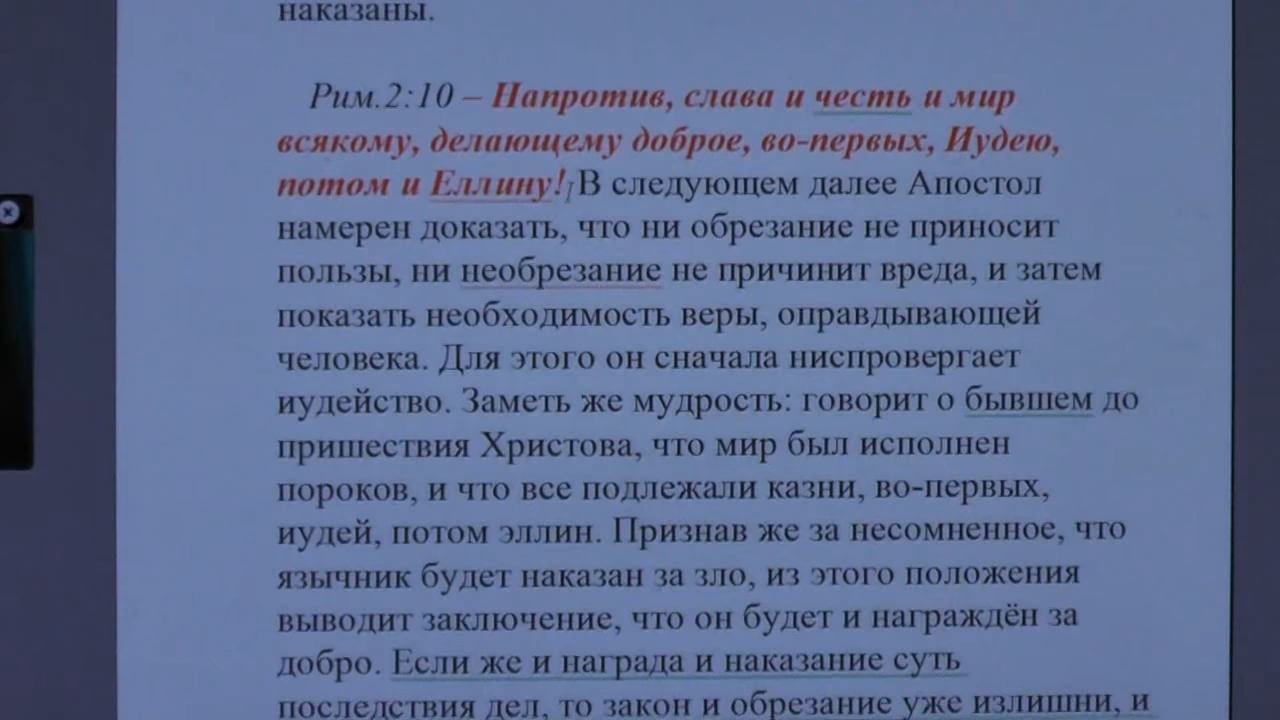 наказаны.
Рим.2:10 – Напротив, слава и честь и мир
всякому, делающему доброе, во-первых, Иудею,
потом и Еллину! В следующем далее Апостол
намерен доказать, что ни обрезание не приносит
пользы, ни необрезание не причинит вреда, и затем
показать необходимость веры, оправдывающей
человека. Для этого он сначала ниспровергает
иудейство. Заметь же мудрость: говорит о бывшем до
пришествия Христова, что мир был исполнен
пороков, и что все подлежали казни, во-первых,
иудей, потом эллин. Признав же за несомненное, что
язычник будет наказан за зло, из этого положения
выводит заключение, что он будет и награждён за
добро. Если же и награда и наказание суть
последствия дел, то закон и обрезание уже излишни, и